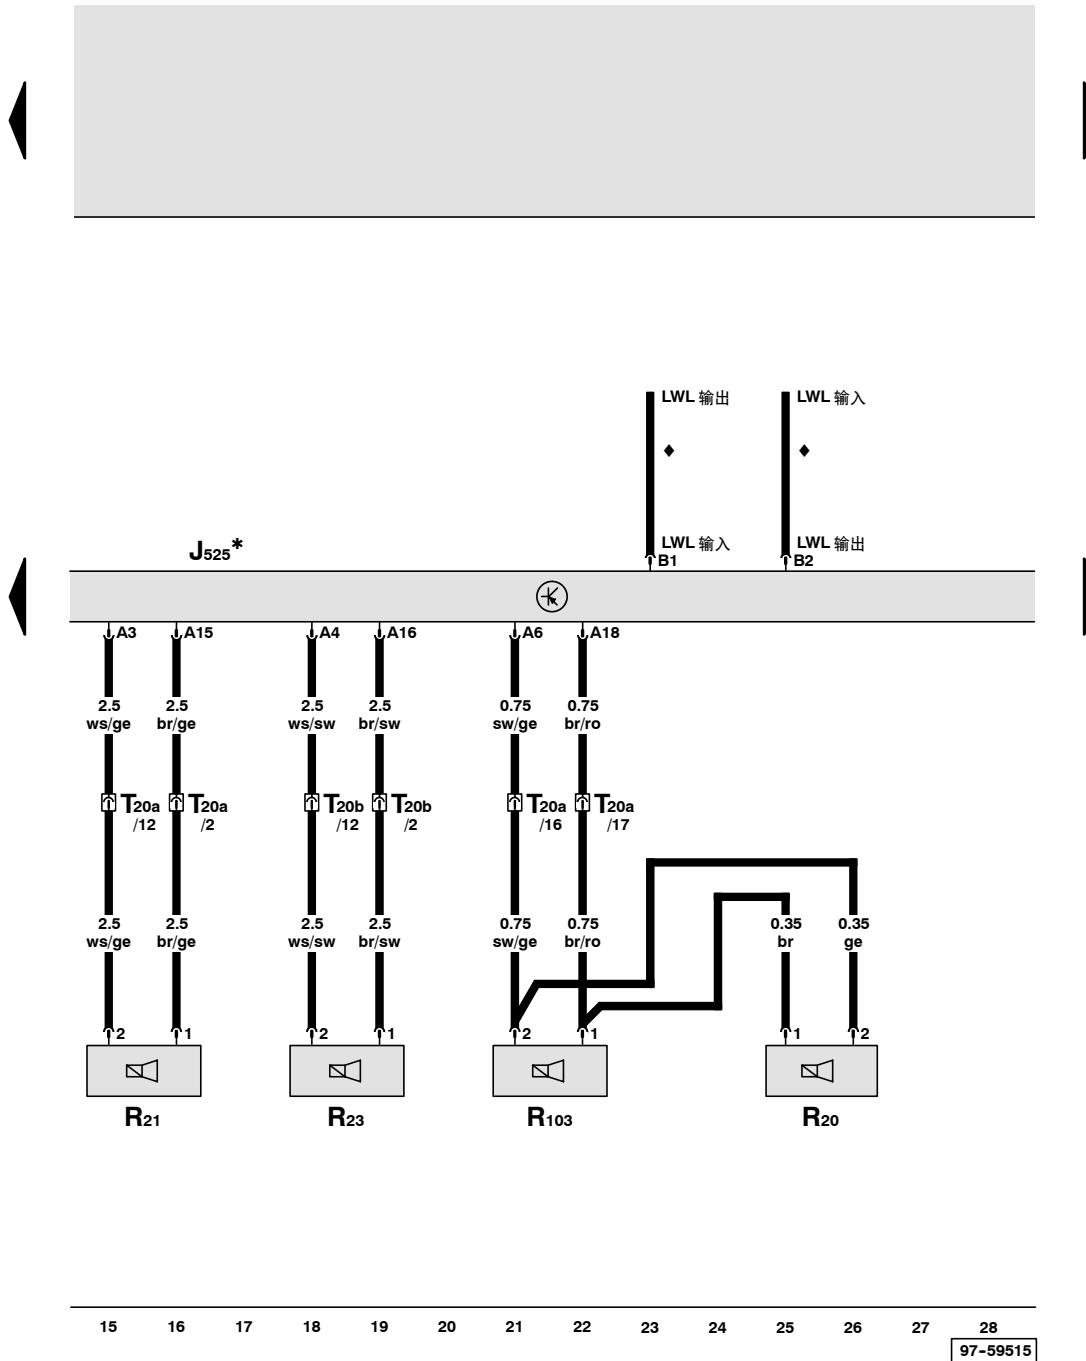 LWL 输出 LWL 输入
♦ ♦
J525* LWL 输入 LWL 输出
B1 B2
A3 A15 A4 A16 A6 A18
2.5 2.5 2.5 2.5 0.75 0.75
ws/ge br/ge ws/sw br/sw sw/ge br/ro
T20a T20a T20b T20b T20a T20a
/12 /2 /12 /2 /16 /17
2.5 2.5 2.5 2.5 0.75 0.75 0.35 0.35
ws/ge br/ge ws/sw br/sw sw/ge br/ro br ge
2 1 2 1 2 1 1 2
R21 R23 R103 R20
15 16 17 18 19 20 21 22 23 24 25 26 27 28
97-59515